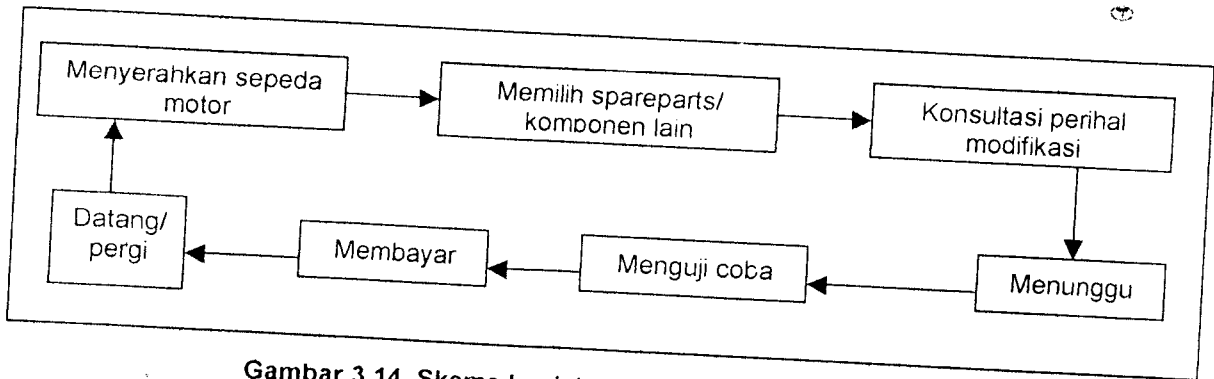 Menyerahkan sepeda
motor
Memilih spareparts/
komponen lain
Konsultasi perihal
modifikasi
Datang/
pergi
Membayar
Menguji coba
Menunggu
Gambar 3.14 Skema